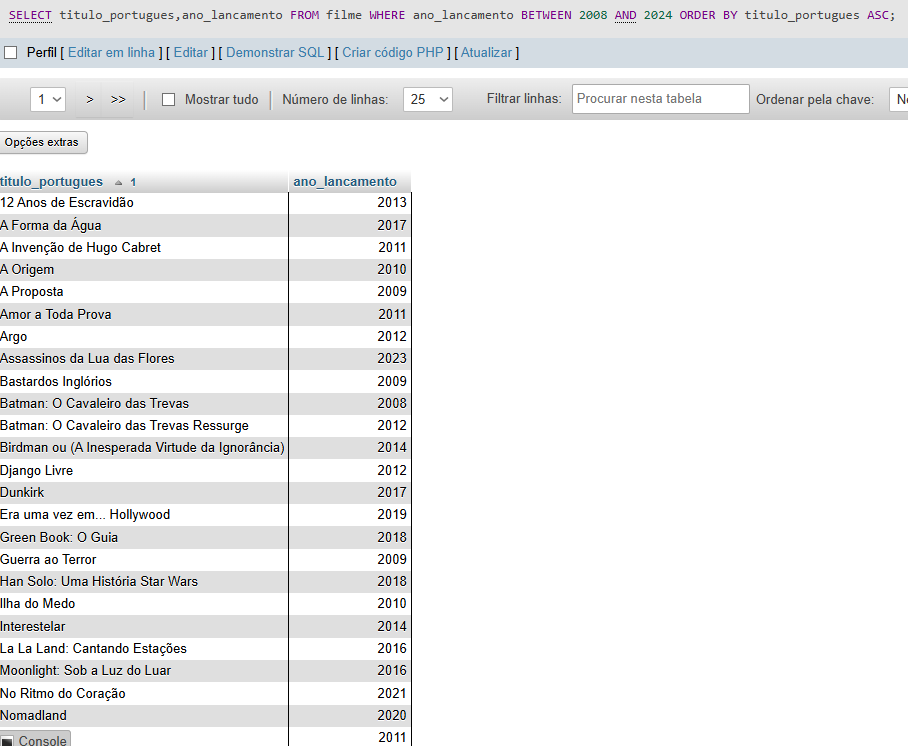 SELECT titulo_portugues,ano_lancamento FROM filme WHERE ano_lancamento BETWEEN 2008 AND 2024 ORDER BY titulo_portugues ASC;
Perfil [ Editar em linha ] [ Editar ] [ Demonstrar SQL ] [ Criar código PHP ] [ Atualizar ]
1 > >> Mostrar tudo Número de linhas: 25 Filtrar linhas: Procurar nesta tabela Ordenar pela chave:
Opções extras
titulo_portugues 1 ano_lancamento
12 Anos de Escravidão 2013
A Forma da Água 2017
A Invenção de Hugo Cabret 2011
A Origem 2010
A Proposta 2009
Amor a Toda Prova 2011
Argo 2012
Assassinos da Lua das Flores 2023
Bastardos Inglórios 2009
Batman: O Cavaleiro das Trevas 2008
Batman: O Cavaleiro das Trevas Ressurge 2012
Birdman ou (A Inesperada Virtude da Ignorância) 2014
Django Livre 2012
Dunkirk 2017
Era uma vez em... Hollywood 2019
Green Book: O Guia 2018
Guerra ao Terror 2009
Han Solo: Uma História Star Wars 2018
Ilha do Medo 2010
Interestelar 2014
La La Land: Cantando Estações 2016
Moonlight: Sob a Luz do Luar 2016
No Ritmo do Coração 2021
Nomadland 2020
Console 2011